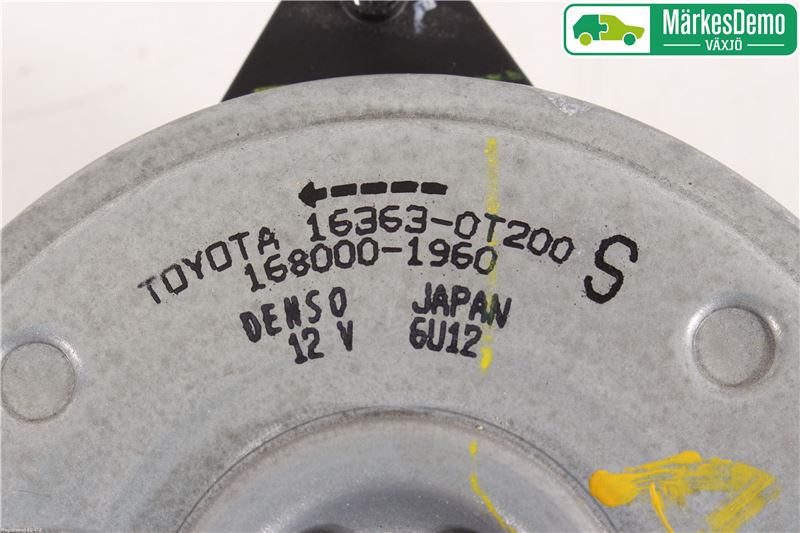 MärkesDemo
VÄXJÖ
TOYOTA 16363-0T200
168000-1960
S
DENSO JAPAN
12 V 6U12